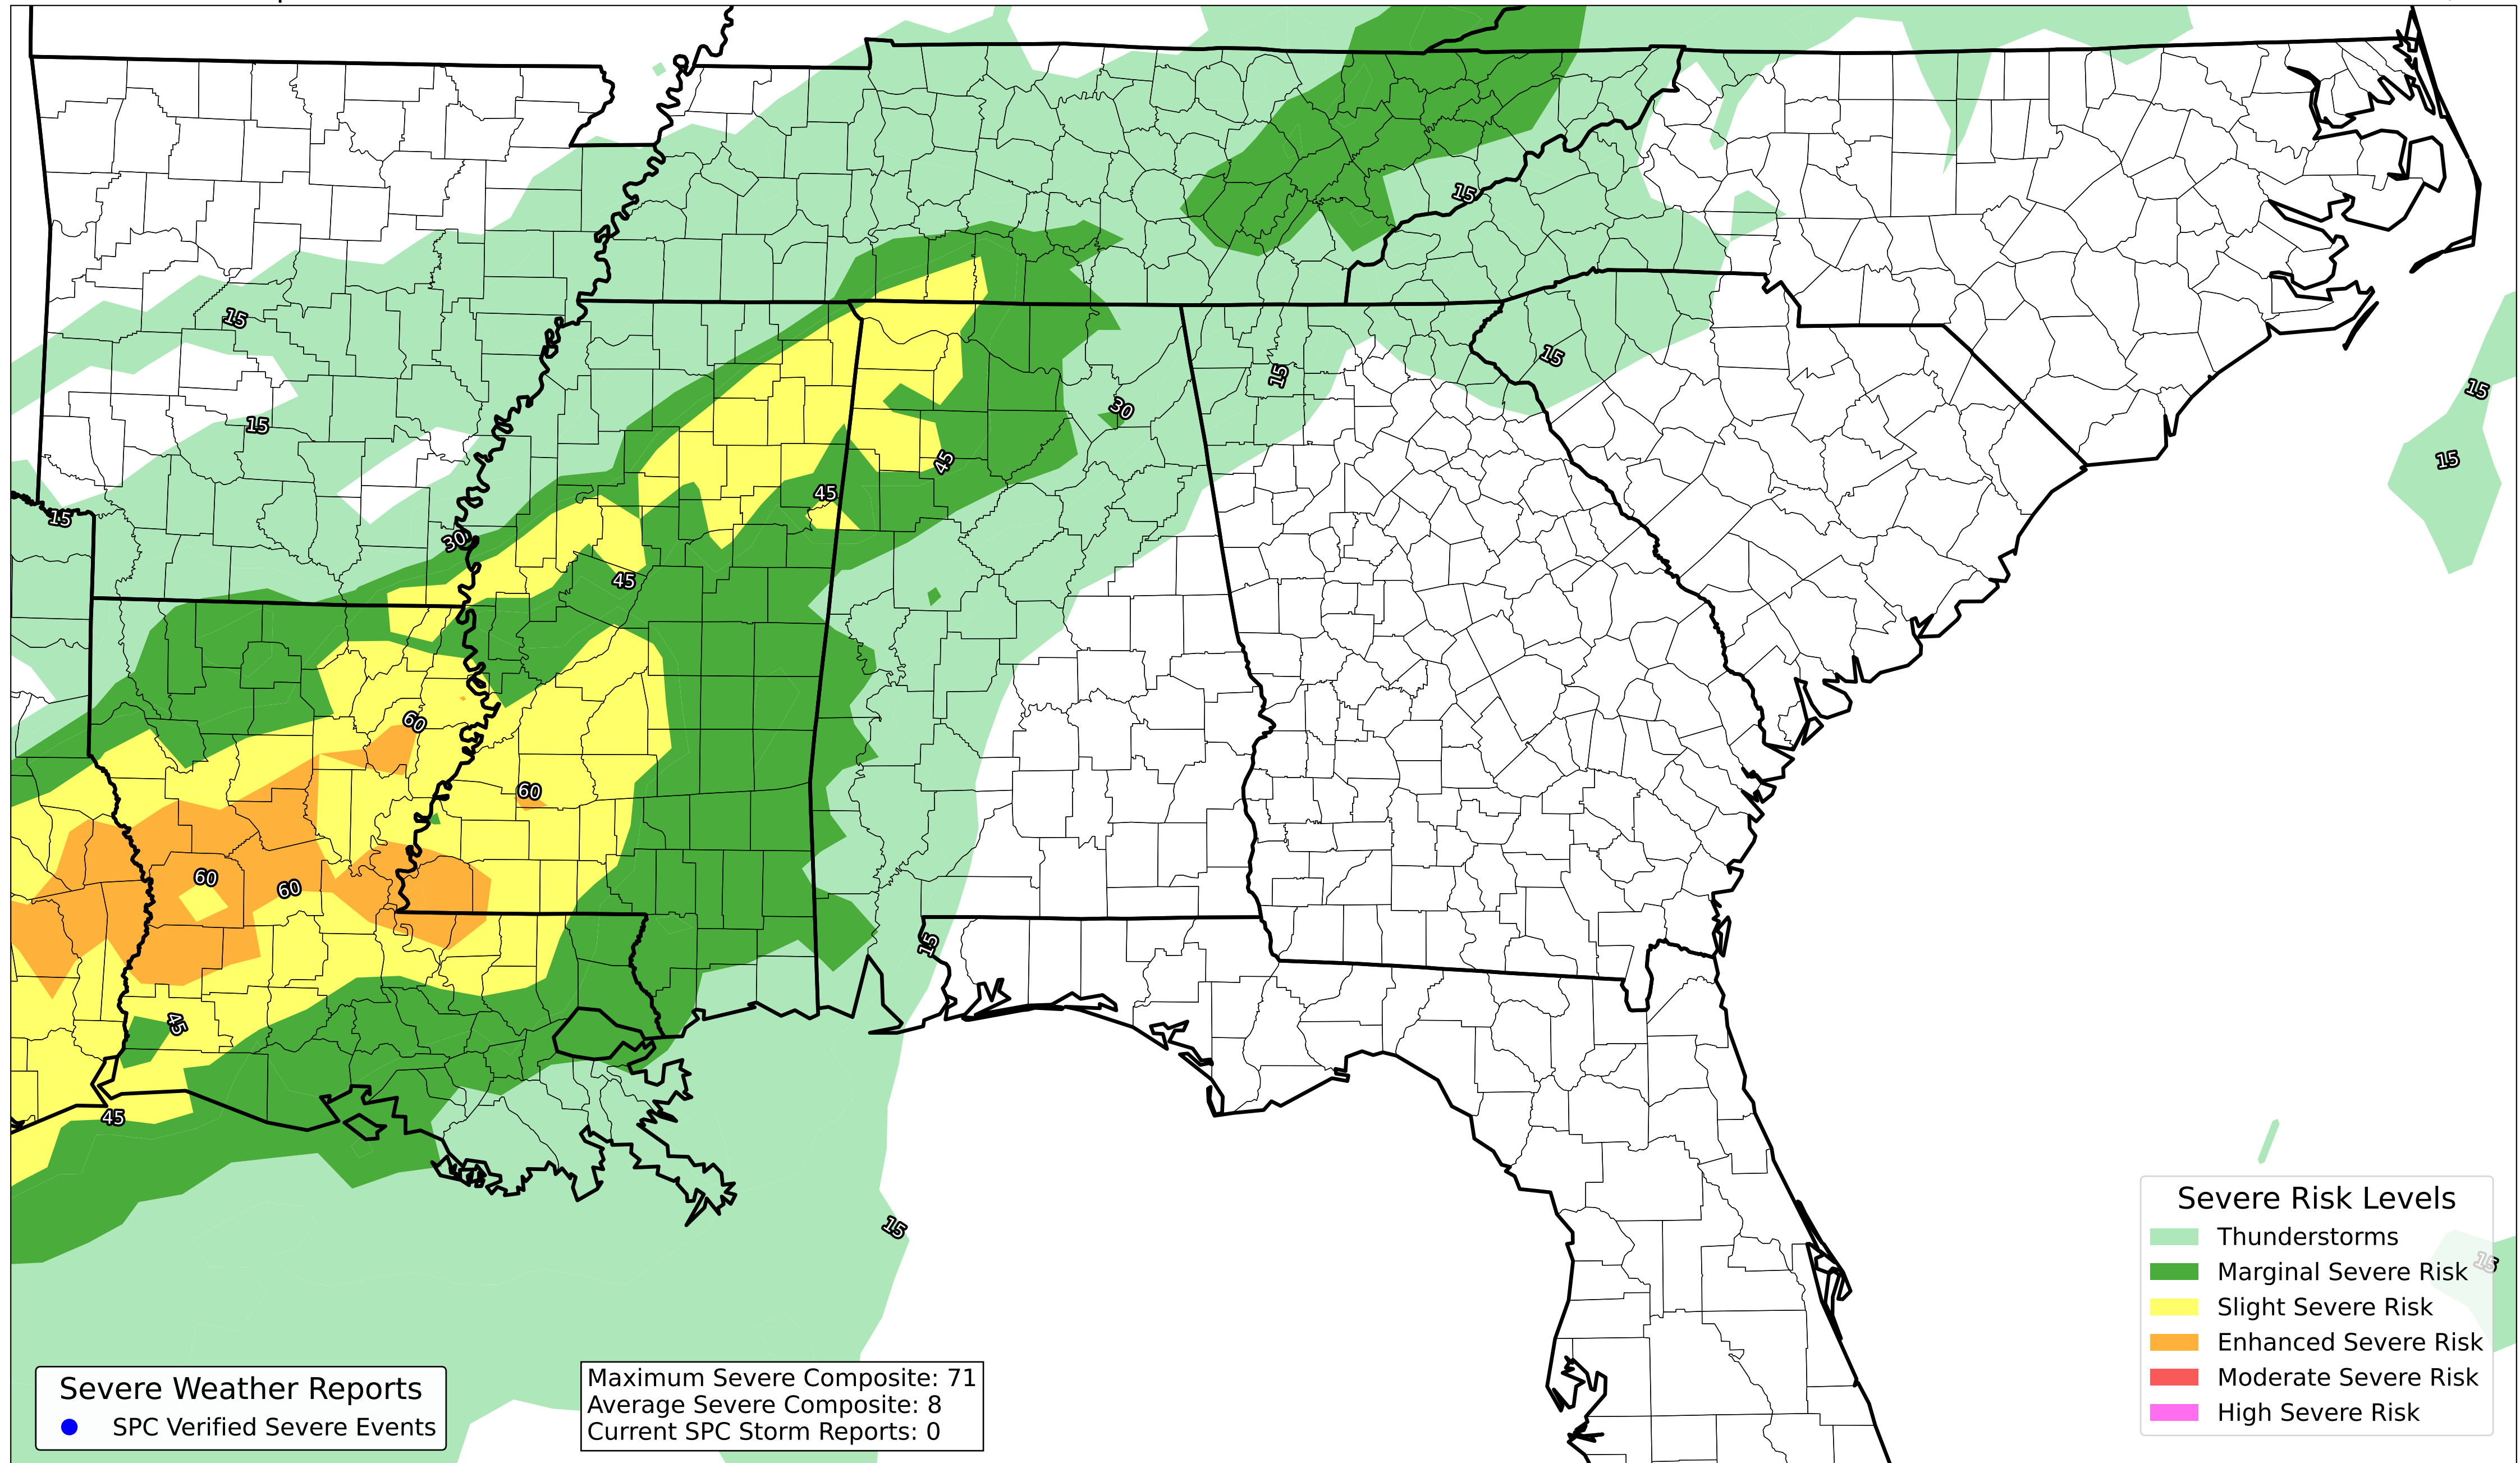 15
15
15
15
15
30
15
45
45
15
15
30
45
60
60
60
60
15
45
45
15
15
Severe Risk Levels
Thunderstorms
Marginal Severe Risk
Slight Severe Risk
Enhanced Severe Risk
Moderate Severe Risk
High Severe Risk
Severe Weather Reports
SPC Verified Severe Events
Maximum Severe Composite: 71
Average Severe Composite: 8
Current SPC Storm Reports: 0